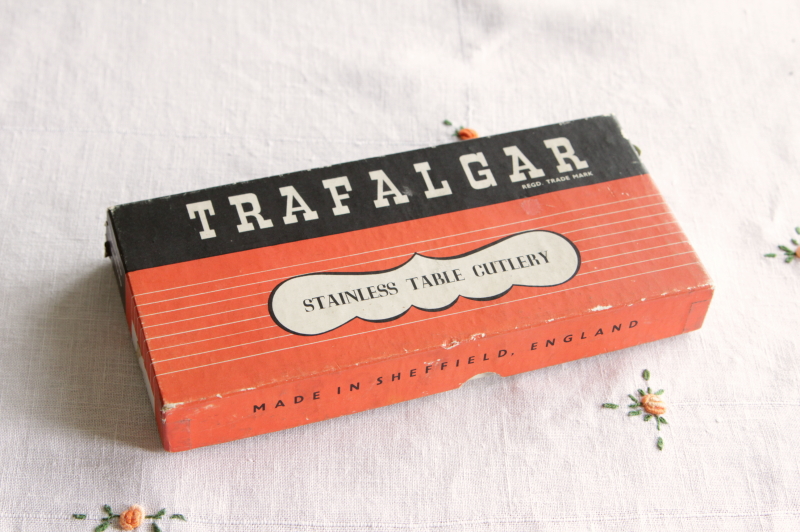 TRAFALGAR
REGD. TRADE MARK
STAINLESS TABLE CUTLERY
MADE IN SHEFFIELD, ENGLAND